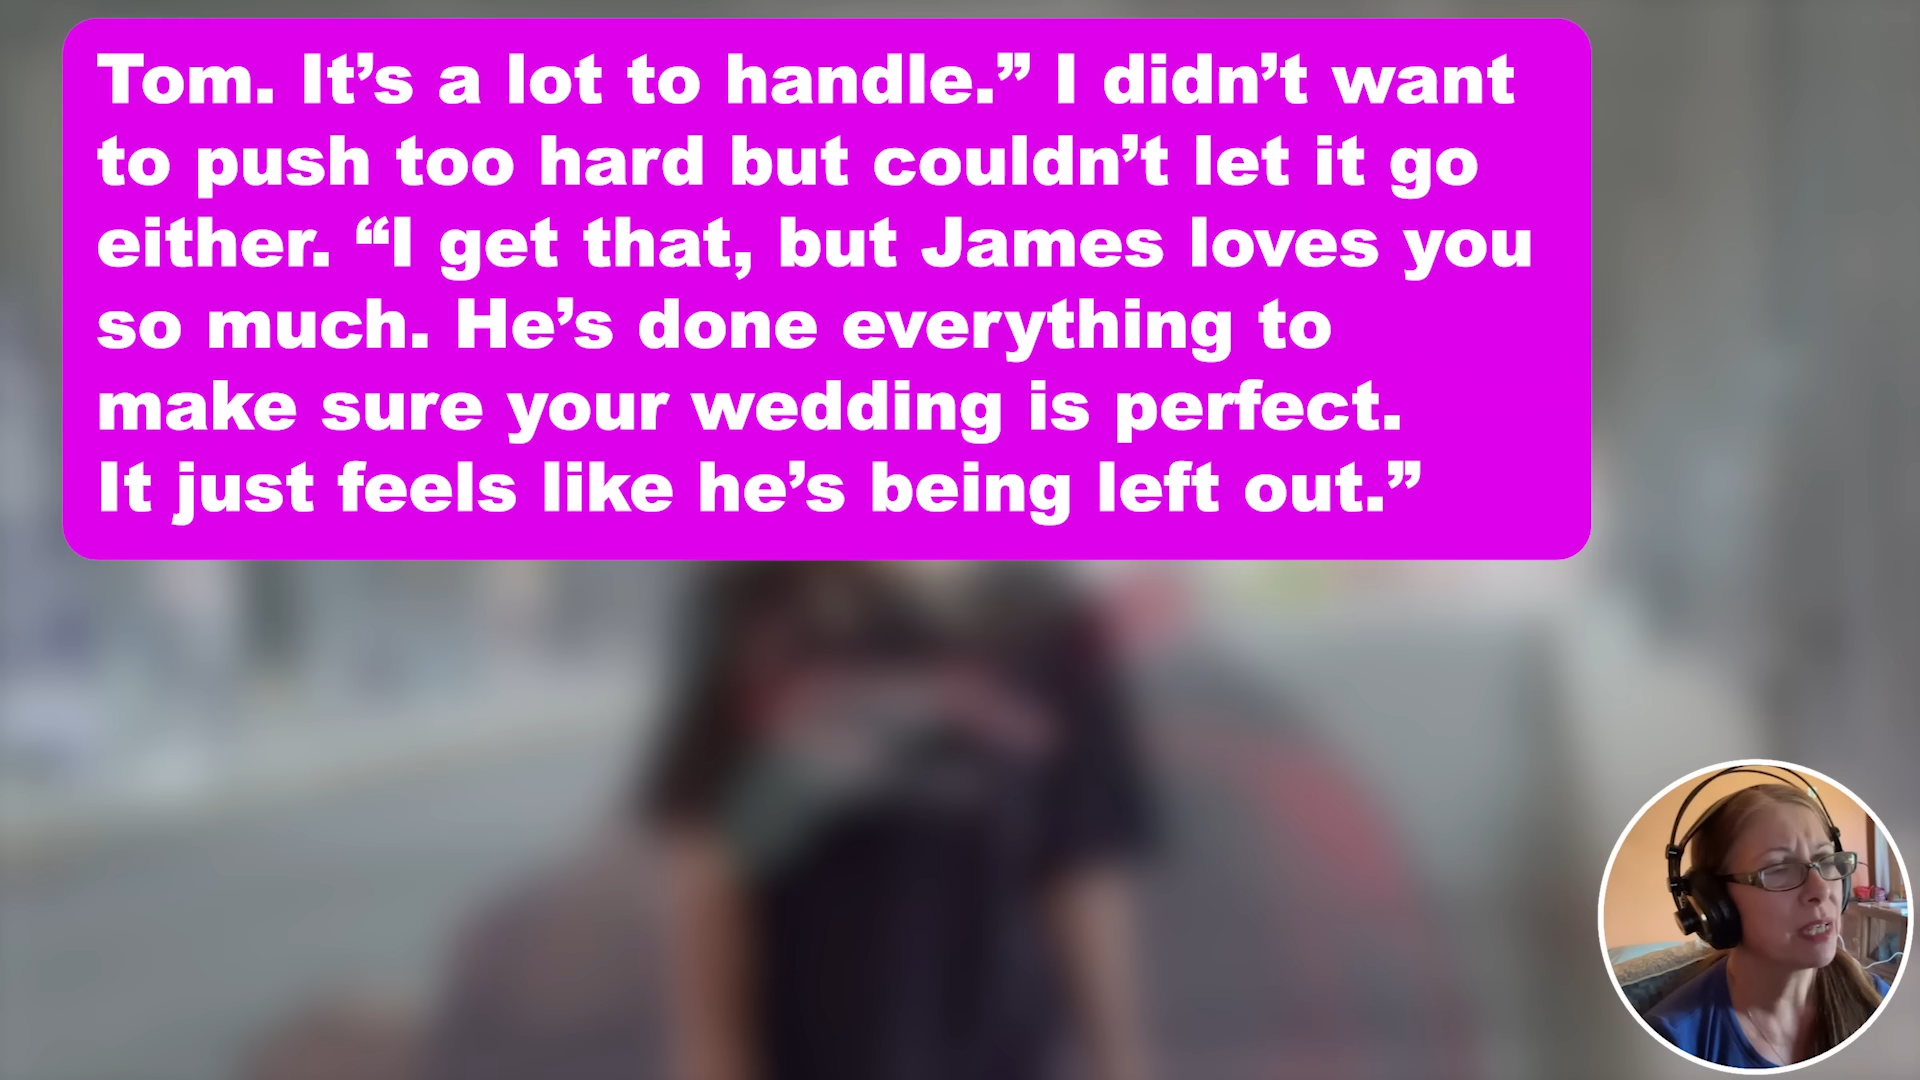 Tom. It’s a lot to handle.” I didn’t want
to push too hard but couldn’t let it go
either. “I get that, but James loves you
so much. He’s done everything to
make sure your wedding is perfect.
It just feels like he’s being left out.”